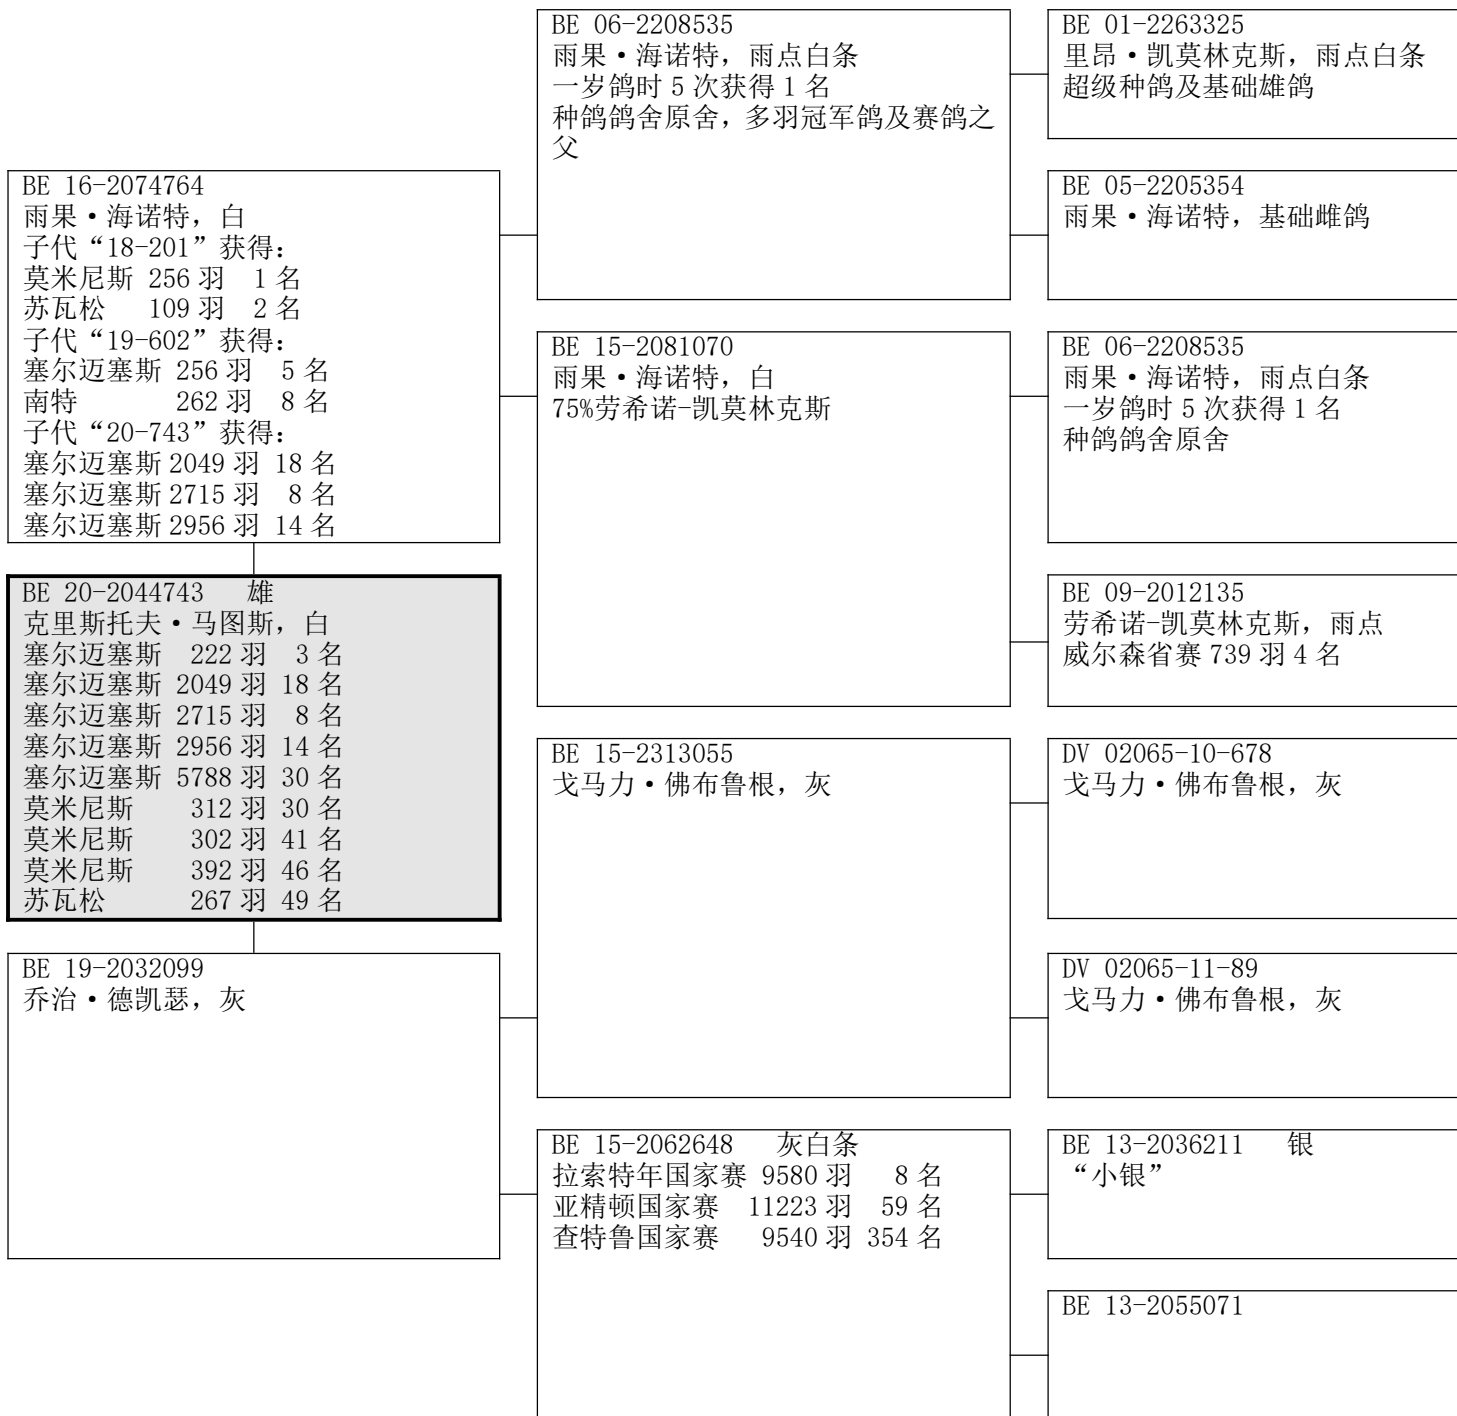 BE 06-2208535
雨果·海诺特，雨点白条
一岁鸽时 5 次获得 1 名
种鸽鸽舍原舍，多羽冠军鸽及赛鸽之
父
BE 01-2263325
里昂·凯莫林克斯，雨点白条
超级种鸽及基础雄鸽
BE 16-2074764
雨果·海诺特，白
子代“18-201”获得：
莫米尼斯 256 羽 1 名
苏瓦松 109 羽 2 名
子代“19-602”获得：
塞尔迈塞斯 256 羽 5 名
南特 262 羽 8 名
子代“20-743”获得：
塞尔迈塞斯 2049 羽 18 名
塞尔迈塞斯 2715 羽 8 名
塞尔迈塞斯 2956 羽 14 名
BE 05-2205354
雨果·海诺特，基础雌鸽
BE 15-2081070
雨果·海诺特，白
75%劳希诺-凯莫林克斯
BE 06-2208535
雨果·海诺特，雨点白条
一岁鸽时 5 次获得 1 名
种鸽鸽舍原舍
BE 20-2044743 雄
克里斯托夫·马图斯，白
塞尔迈塞斯 222 羽 3 名
塞尔迈塞斯 2049 羽 18 名
塞尔迈塞斯 2715 羽 8 名
塞尔迈塞斯 2956 羽 14 名
塞尔迈塞斯 5788 羽 30 名
莫米尼斯 312 羽 30 名
莫米尼斯 302 羽 41 名
莫米尼斯 392 羽 46 名
苏瓦松 267 羽 49 名
BE 09-2012135
劳希诺-凯莫林克斯，雨点
威尔森省赛 739 羽 4 名
BE 15-2313055
戈马力·佛布鲁根，灰
DV 02065-10-678
戈马力·佛布鲁根，灰
BE 19-2032099
乔治·德凯瑟，灰
DV 02065-11-89
戈马力·佛布鲁根，灰
BE 15-2062648 灰白条
拉索特年国家赛 9580 羽 8 名
亚精顿国家赛 11223 羽 59 名
查特鲁国家赛 9540 羽 354 名
BE 13-2036211 银
“小银”
BE 13-2055071